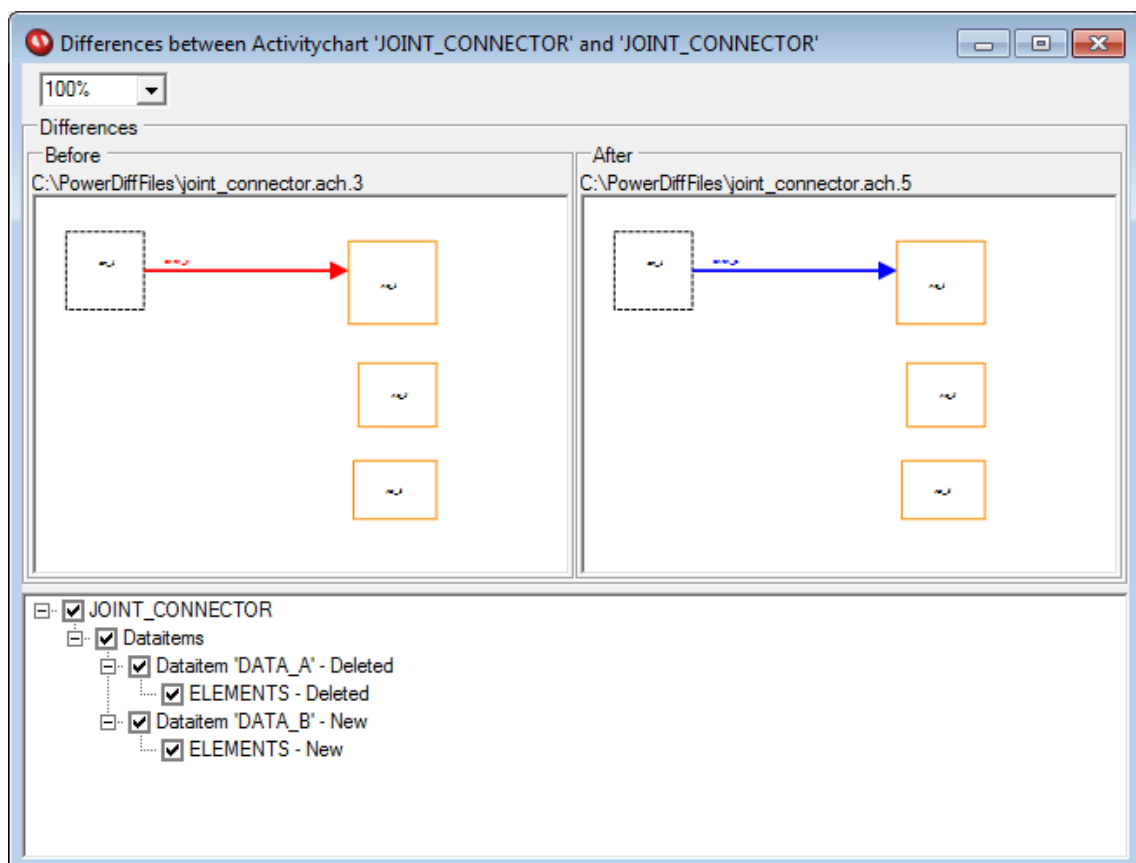 Differences between Activitychart 'JOINT_CONNECTOR' and 'JOINT_CONNECTOR'
100%
Differences
Before
C:\PowerDiffFiles\joint_connector.ach.3
After
C:\PowerDiffFiles\joint_connector.ach.5
JOINT_CONNECTOR
Dataitems
Dataitem 'DATA_A' - Deleted
ELEMENTS - Deleted
Dataitem 'DATA_B' - New
ELEMENTS - New